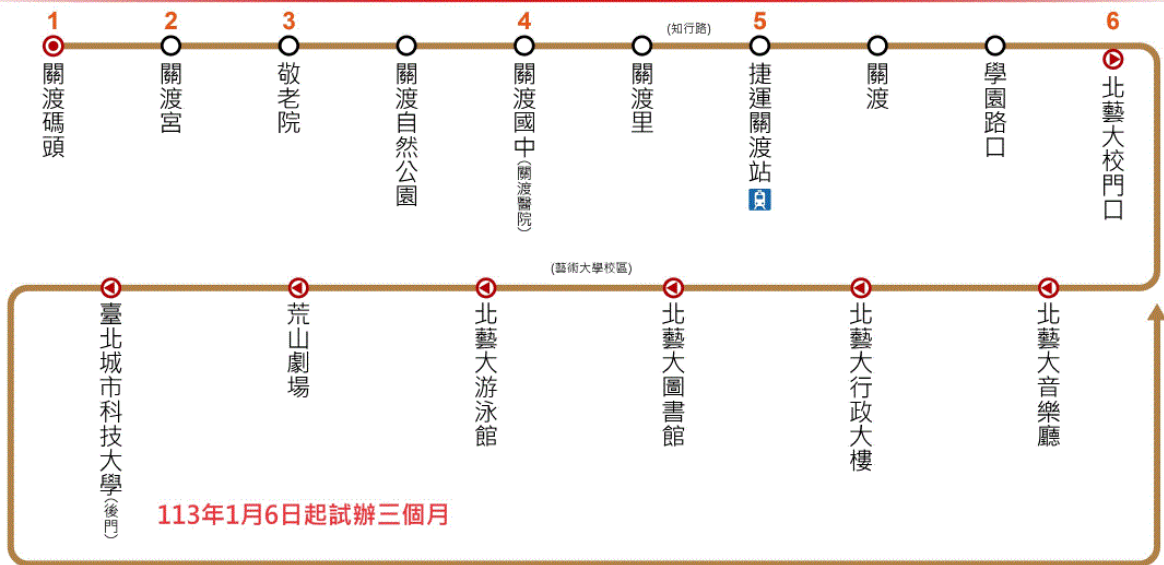 1
2
3
4
5
6
(知行路)
關渡碼頭
關渡宮
敬老院
關渡自然公園
關渡國中(關渡醫院)
關渡里
捷運關渡站
關渡
學園路口
北藝大校門口
(藝術大學校區)
臺北城市科技大學(後門)
荒山劇場
北藝大游泳館
北藝大圖書館
北藝大行政大樓
北藝大音樂廳
113年1月6日起試辦三個月